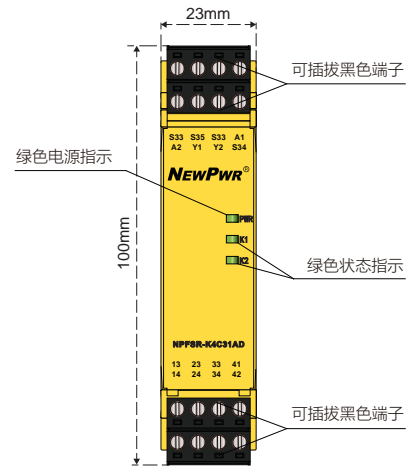 23mm
可插拔黑色端子
S33 S35 S33 A1
A2 Y1 Y2 S34
绿色电源指示
NEWPWR®
PWR
100mm
K1
绿色状态指示
K2
NPFSR-K4C31AD
13 23 33 41
14 24 34 42
可插拔黑色端子